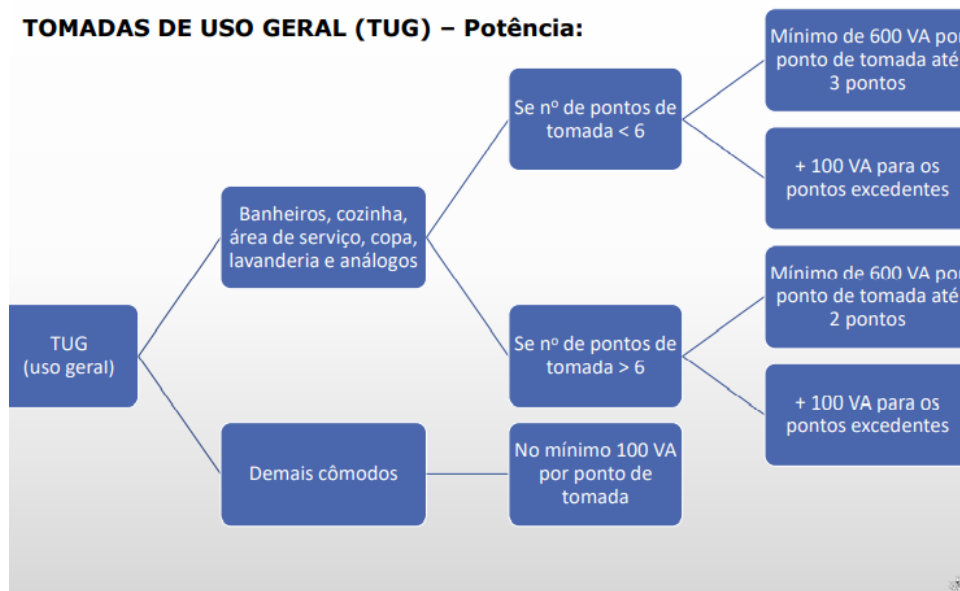 TOMADAS DE USO GERAL (TUG) – Potência:
TUG
(uso geral)
Banheiros, cozinha,
área de serviço, copa,
lavanderia e análogos
Se nº de pontos de
tomada < 6
Mínimo de 600 VA por
ponto de tomada até
3 pontos
+ 100 VA para os
pontos excedentes
Se nº de pontos de
tomada > 6
Mínimo de 600 VA por
ponto de tomada até
2 pontos
+ 100 VA para os
pontos excedentes
Demais cômodos
No mínimo 100 VA
por ponto de
tomada